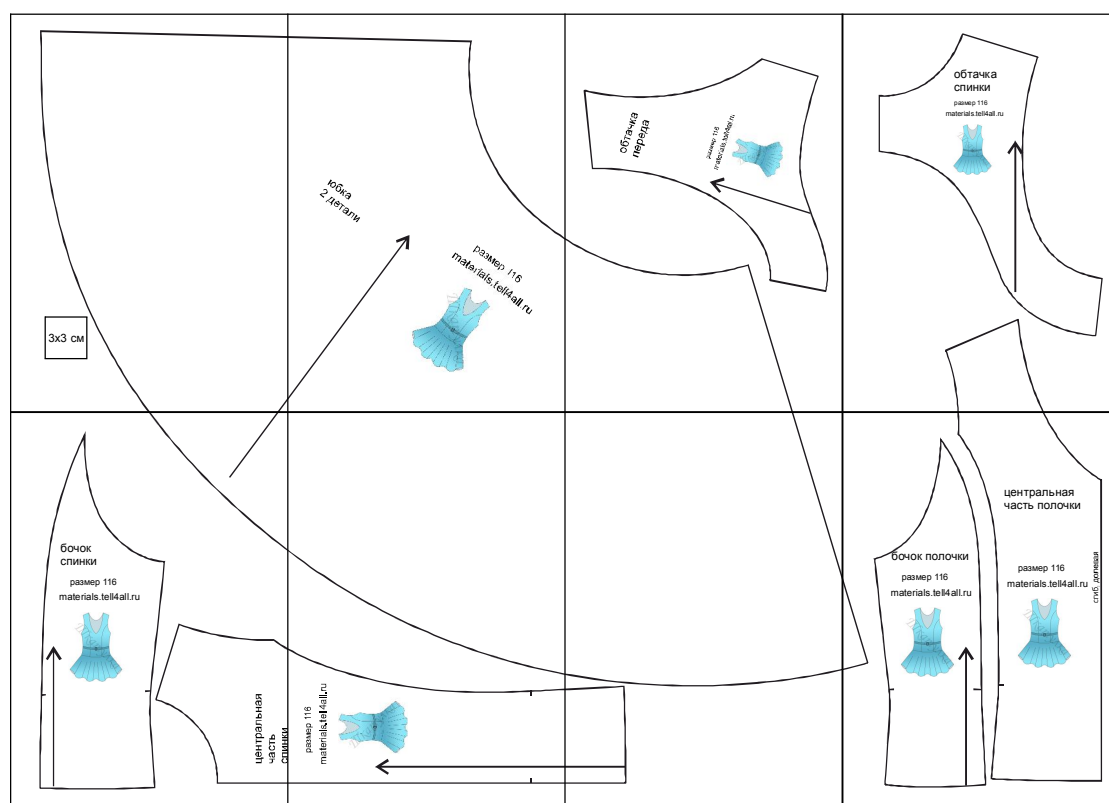 обтачка
спинки
размер 116
materials.tell4all.ru
обтачка
переда
размер 116
materials.tell4all.ru
юбка
2 детали
размер 116
materials.tell4all.ru
3х3 см
бочок
спинки
размер 116
materials.tell4all.ru
центральная
часть
спинки
размер 116
materials.tell4all.ru
бочок полочки
размер 116
materials.tell4all.ru
центральная
часть полочки
размер 116
materials.tell4all.ru
сгиб, долевая